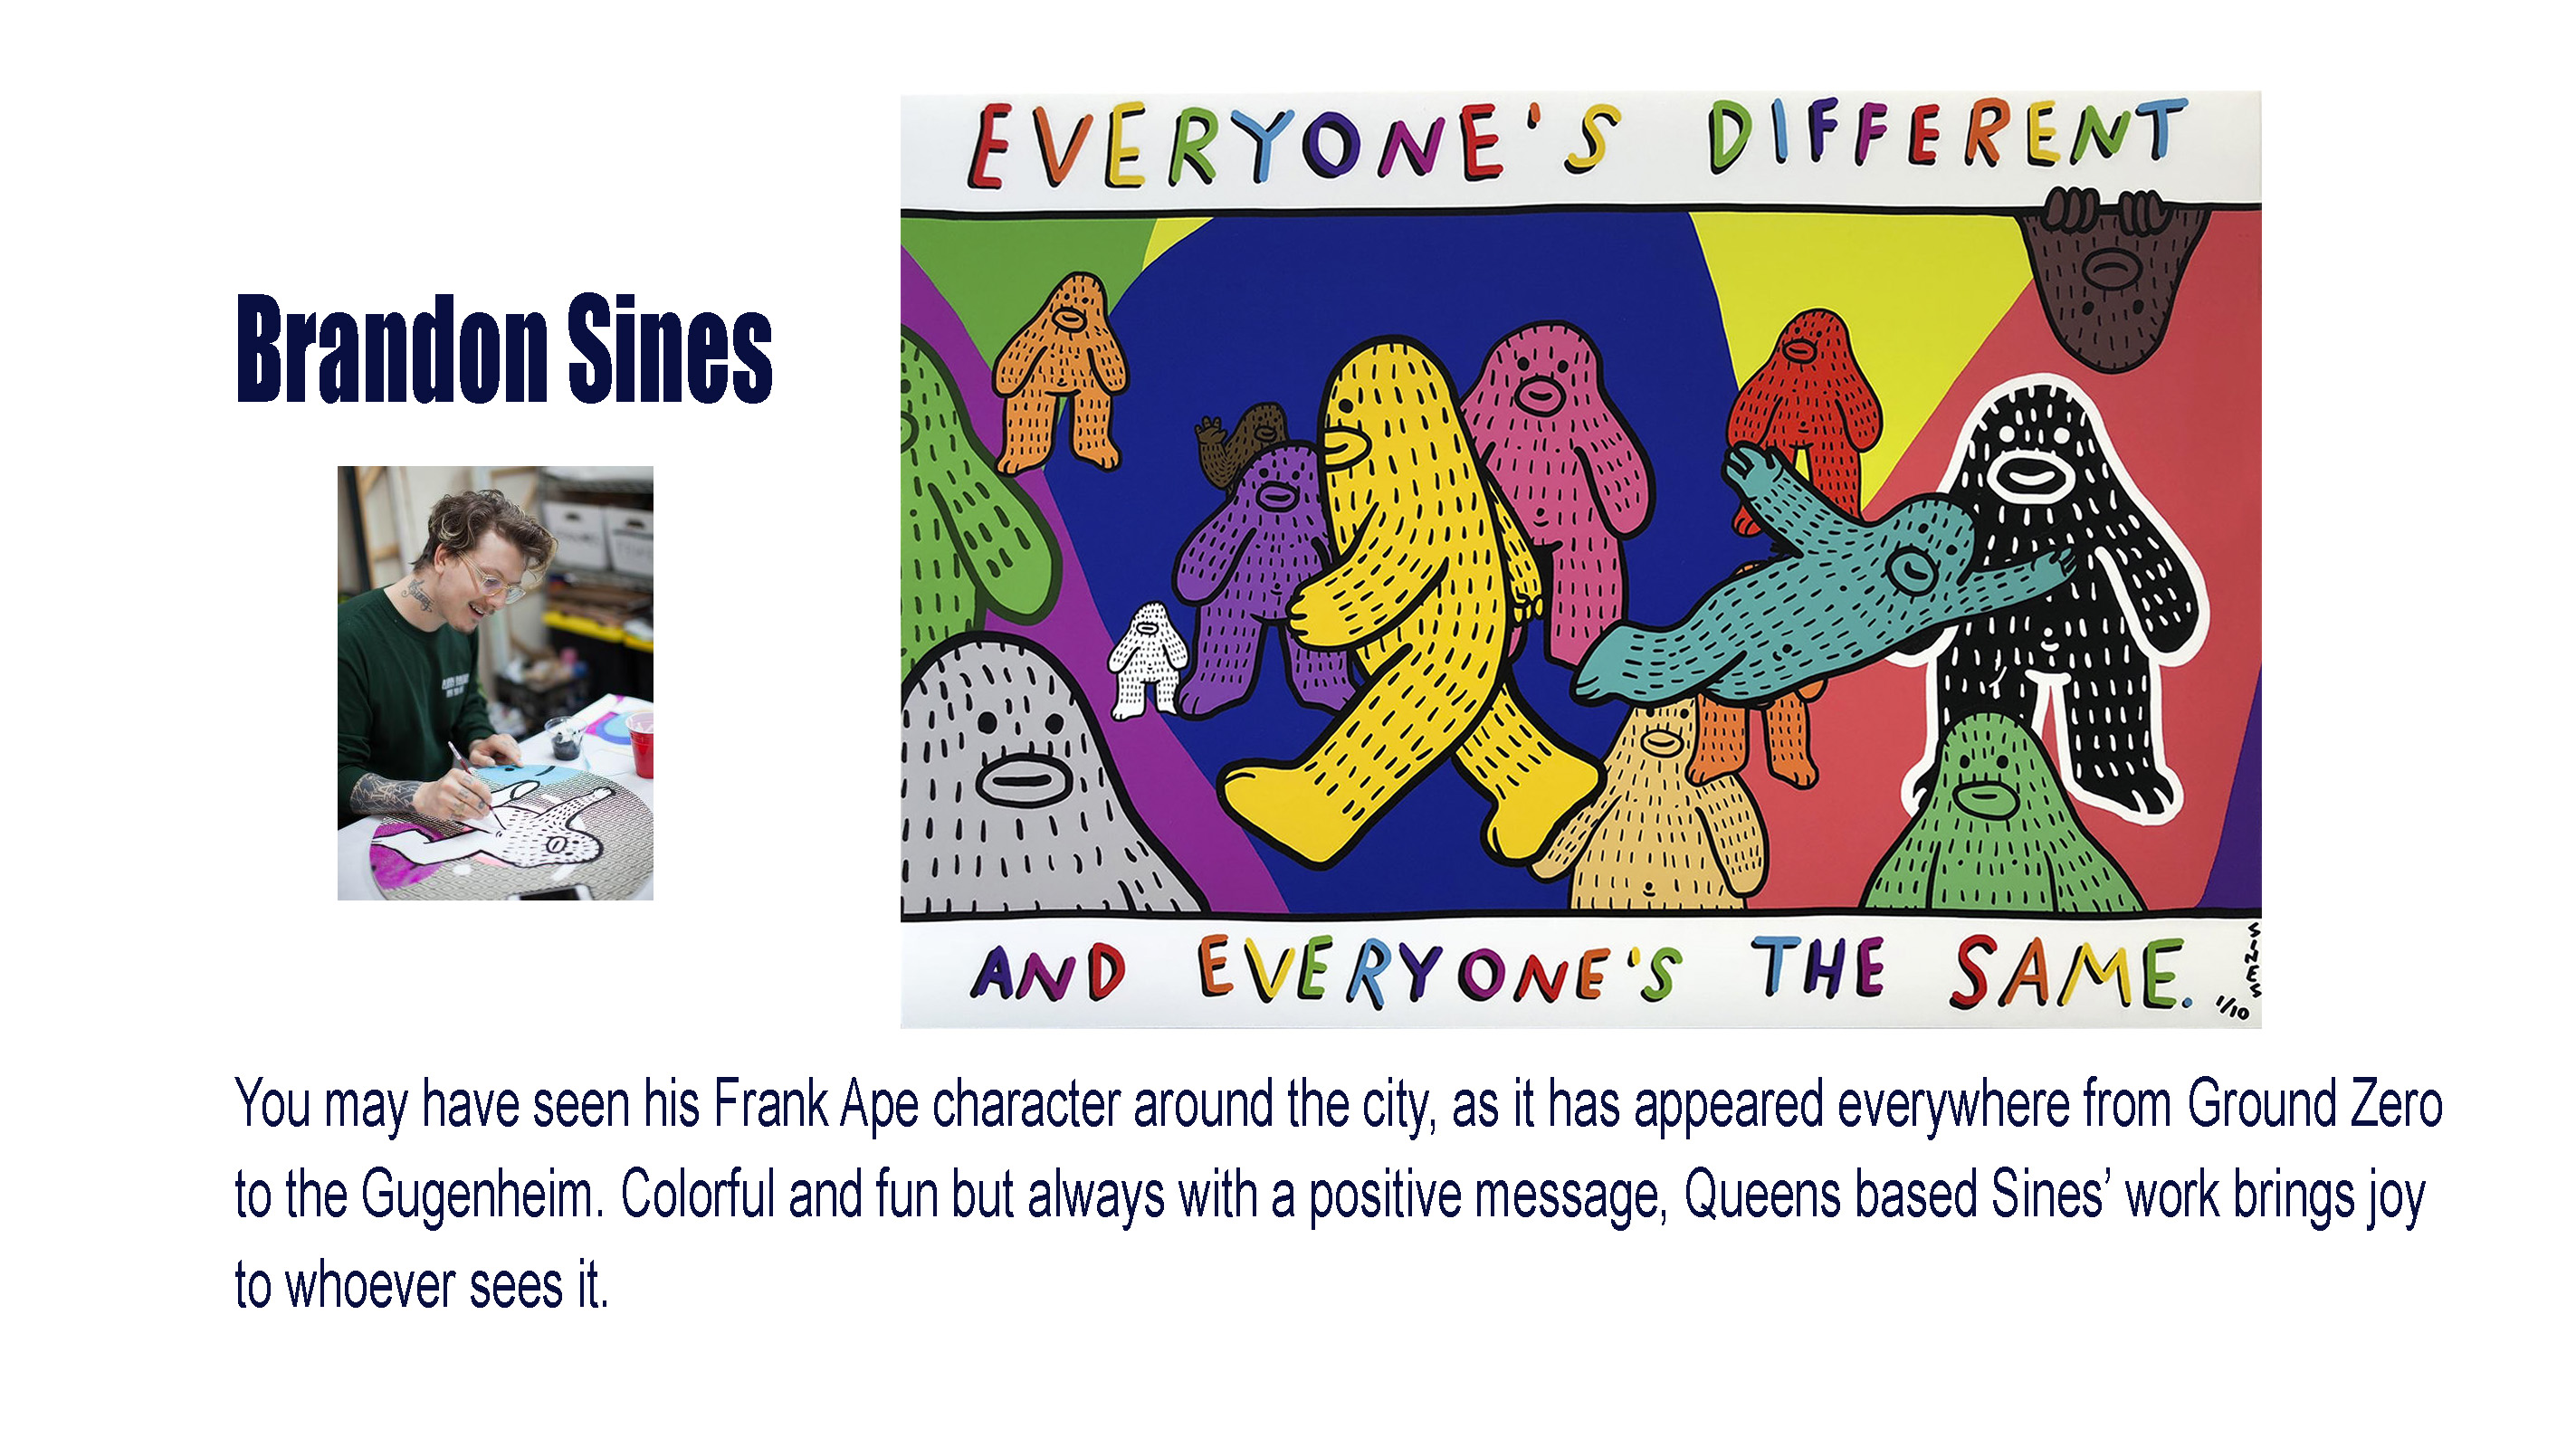 EVERYONE'S DIFFERENT
Brandon Sines
AND EVERYONE'S THE SAME.
SINES
1/10
You may have seen his Frank Ape character around the city, as it has appeared everywhere from Ground Zero
to the Gugenheim. Colorful and fun but always with a positive message, Queens based Sines’ work brings joy
to whoever sees it.